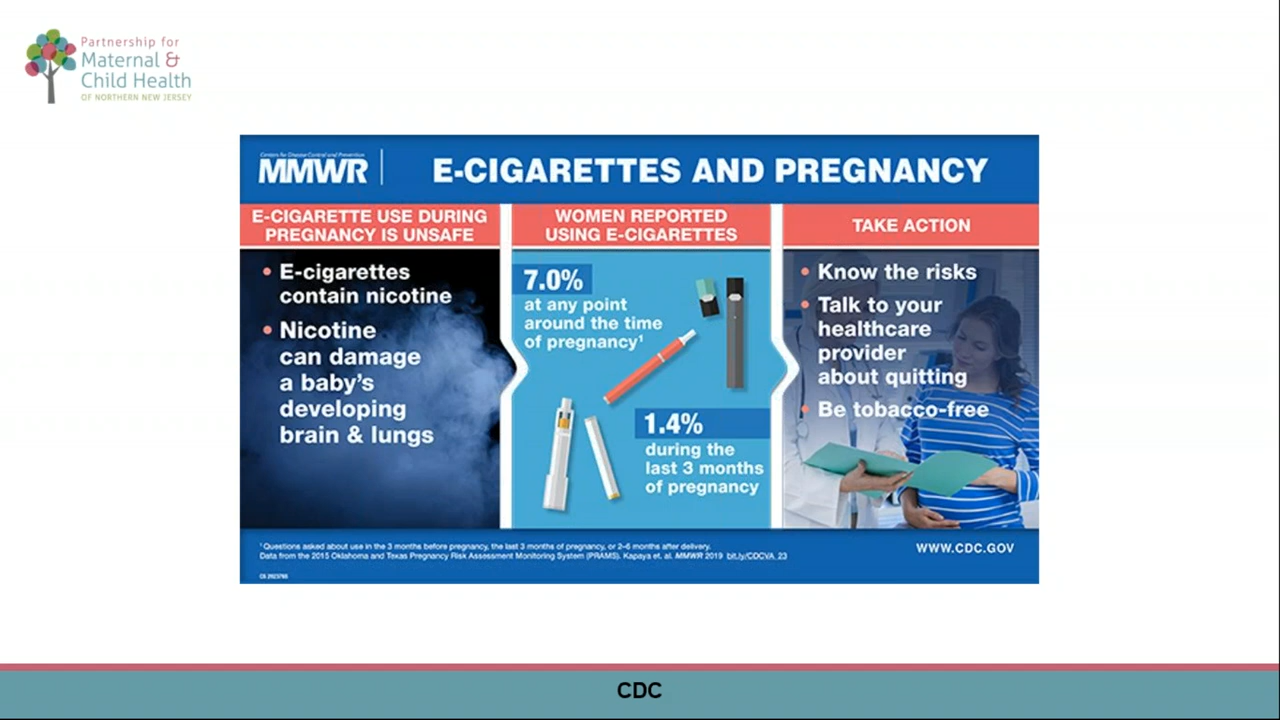 Partnership for
Maternal &
Child Health
OF NORTHERN NEW JERSEY
Centers for Disease Control and Prevention
MMWR
E-CIGARETTES AND PREGNANCY
E-CIGARETTE USE DURING
PREGNANCY IS UNSAFE
• E-cigarettes
contain nicotine
• Nicotine
can damage
a baby's
developing
brain & lungs
WOMEN REPORTED
USING E-CIGARETTES
7.0%
at any point
around the time
of pregnancy¹
1.4%
during the
last 3 months
of pregnancy
TAKE ACTION
• Know the risks
• Talk to your
healthcare
provider
about quitting
• Be tobacco-free
¹Questions asked about use in the 3 months before pregnancy, the last 3 months of pregnancy, or 2–6 months after delivery.
Data from the 2015 Oklahoma and Texas Pregnancy Risk Assessment Monitoring System (PRAMS). Kapaya et. al. MMWR 2019 bit.ly/CDCVA_23
WWW.CDC.GOV
CDC